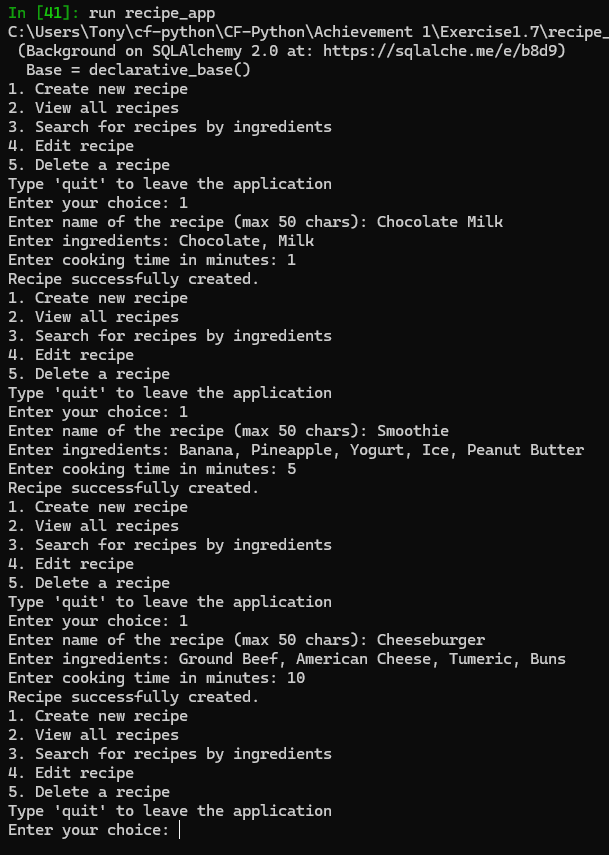 In [41]: run recipe_app
C:\Users\Tony\cf-python\CF-Python\Achievement 1\Exercise1.7\recipe_
(Background on SQLAlchemy 2.0 at: https://sqlalche.me/e/b8d9)
Base = declarative_base()
1. Create new recipe
2. View all recipes
3. Search for recipes by ingredients
4. Edit recipe
5. Delete a recipe
Type 'quit' to leave the application
Enter your choice: 1
Enter name of the recipe (max 50 chars): Chocolate Milk
Enter ingredients: Chocolate, Milk
Enter cooking time in minutes: 1
Recipe successfully created.
1. Create new recipe
2. View all recipes
3. Search for recipes by ingredients
4. Edit recipe
5. Delete a recipe
Type 'quit' to leave the application
Enter your choice: 1
Enter name of the recipe (max 50 chars): Smoothie
Enter ingredients: Banana, Pineapple, Yogurt, Ice, Peanut Butter
Enter cooking time in minutes: 5
Recipe successfully created.
1. Create new recipe
2. View all recipes
3. Search for recipes by ingredients
4. Edit recipe
5. Delete a recipe
Type 'quit' to leave the application
Enter your choice: 1
Enter name of the recipe (max 50 chars): Cheeseburger
Enter ingredients: Ground Beef, American Cheese, Tumeric, Buns
Enter cooking time in minutes: 10
Recipe successfully created.
1. Create new recipe
2. View all recipes
3. Search for recipes by ingredients
4. Edit recipe
5. Delete a recipe
Type 'quit' to leave the application
Enter your choice: